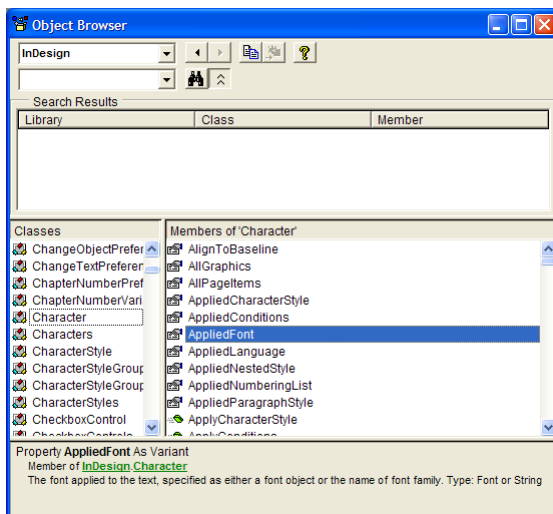 Object Browser
InDesign
Search Results
Library Class Member
Classes
ChangeObjectPrefer
ChangeTextPreferen
ChapterNumberPref
ChapterNumberVari
Character
Characters
CharacterStyle
CharacterStyleGroup
CharacterStyleGroup
CharacterStyles
CheckboxControl
CheckboxControls
Members of 'Character'
AlignToBaseline
AllGraphics
AllPageItems
AppliedCharacterStyle
AppliedConditions
AppliedFont
AppliedLanguage
AppliedNestedStyle
AppliedNumberingList
AppliedParagraphStyle
ApplyCharacterStyle
ApplyConditions
Property AppliedFont As Variant
Member of InDesign.Character
The font applied to the text, specified as either a font object or the name of font family. Type: Font or String